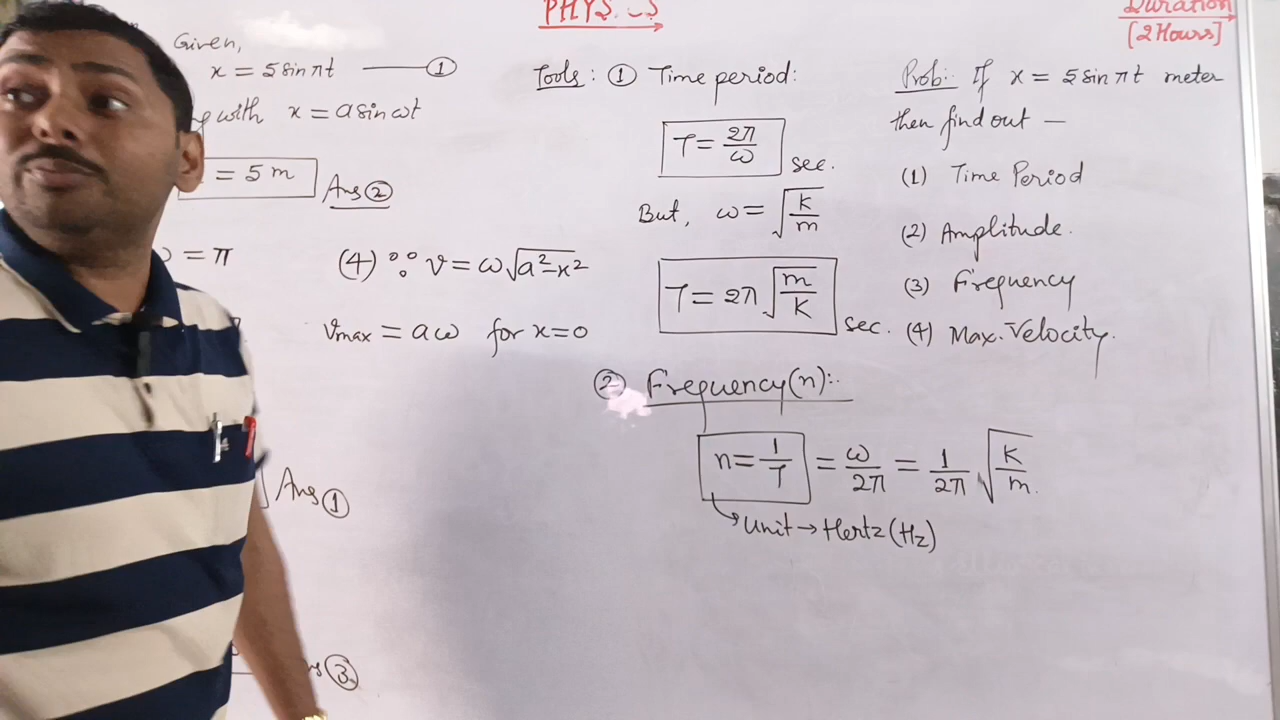 Duration
[2 Hours]
Given,
x = 5 sin πt ——— ①
with x = a sin ωt
= 5 m
Ans ②
= π
(4) ∵ v = ω√(a²-x²)
vmax = aω for x=0
Ans ①
③
Tools: ① Time period:
T = 2π/ω sec.
But, ω = √(K/m)
T = 2π √(m/K) sec.
② Frequency(n):-
n = 1/T = ω/2π = 1/2π √(K/m)
Unit → Hertz (Hz)
Prob:- If x = 5 sin πt meter
then find out —
(1) Time Period
(2) Amplitude.
(3) Frequency
(4) Max. Velocity.